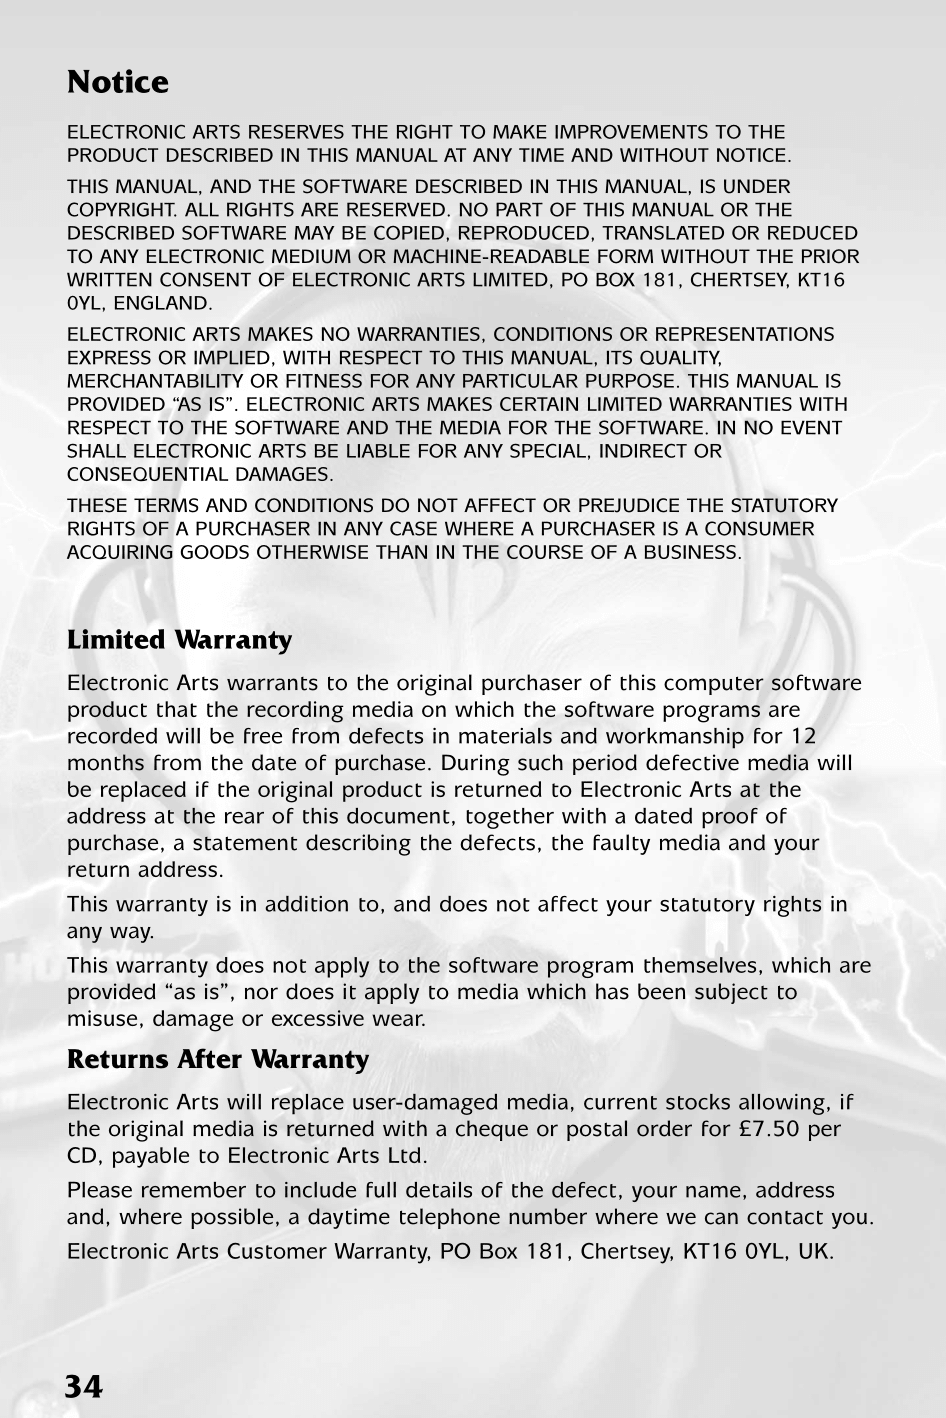 Notice
ELECTRONIC ARTS RESERVES THE RIGHT TO MAKE IMPROVEMENTS TO THE
PRODUCT DESCRIBED IN THIS MANUAL AT ANY TIME AND WITHOUT NOTICE.
THIS MANUAL, AND THE SOFTWARE DESCRIBED IN THIS MANUAL, IS UNDER
COPYRIGHT. ALL RIGHTS ARE RESERVED. NO PART OF THIS MANUAL OR THE
DESCRIBED SOFTWARE MAY BE COPIED, REPRODUCED, TRANSLATED OR REDUCED
TO ANY ELECTRONIC MEDIUM OR MACHINE-READABLE FORM WITHOUT THE PRIOR
WRITTEN CONSENT OF ELECTRONIC ARTS LIMITED, PO BOX 181, CHERTSEY, KT16
0YL, ENGLAND.
ELECTRONIC ARTS MAKES NO WARRANTIES, CONDITIONS OR REPRESENTATIONS
EXPRESS OR IMPLIED, WITH RESPECT TO THIS MANUAL, ITS QUALITY,
MERCHANTABILITY OR FITNESS FOR ANY PARTICULAR PURPOSE. THIS MANUAL IS
PROVIDED “AS IS”. ELECTRONIC ARTS MAKES CERTAIN LIMITED WARRANTIES WITH
RESPECT TO THE SOFTWARE AND THE MEDIA FOR THE SOFTWARE. IN NO EVENT
SHALL ELECTRONIC ARTS BE LIABLE FOR ANY SPECIAL, INDIRECT OR
CONSEQUENTIAL DAMAGES.
THESE TERMS AND CONDITIONS DO NOT AFFECT OR PREJUDICE THE STATUTORY
RIGHTS OF A PURCHASER IN ANY CASE WHERE A PURCHASER IS A CONSUMER
ACQUIRING GOODS OTHERWISE THAN IN THE COURSE OF A BUSINESS.
Limited Warranty
Electronic Arts warrants to the original purchaser of this computer software
product that the recording media on which the software programs are
recorded will be free from defects in materials and workmanship for 12
months from the date of purchase. During such period defective media will
be replaced if the original product is returned to Electronic Arts at the
address at the rear of this document, together with a dated proof of
purchase, a statement describing the defects, the faulty media and your
return address.
This warranty is in addition to, and does not affect your statutory rights in
any way.
This warranty does not apply to the software program themselves, which are
provided “as is”, nor does it apply to media which has been subject to
misuse, damage or excessive wear.
Returns After Warranty
Electronic Arts will replace user-damaged media, current stocks allowing, if
the original media is returned with a cheque or postal order for £7.50 per
CD, payable to Electronic Arts Ltd.
Please remember to include full details of the defect, your name, address
and, where possible, a daytime telephone number where we can contact you.
Electronic Arts Customer Warranty, PO Box 181, Chertsey, KT16 0YL, UK.
34